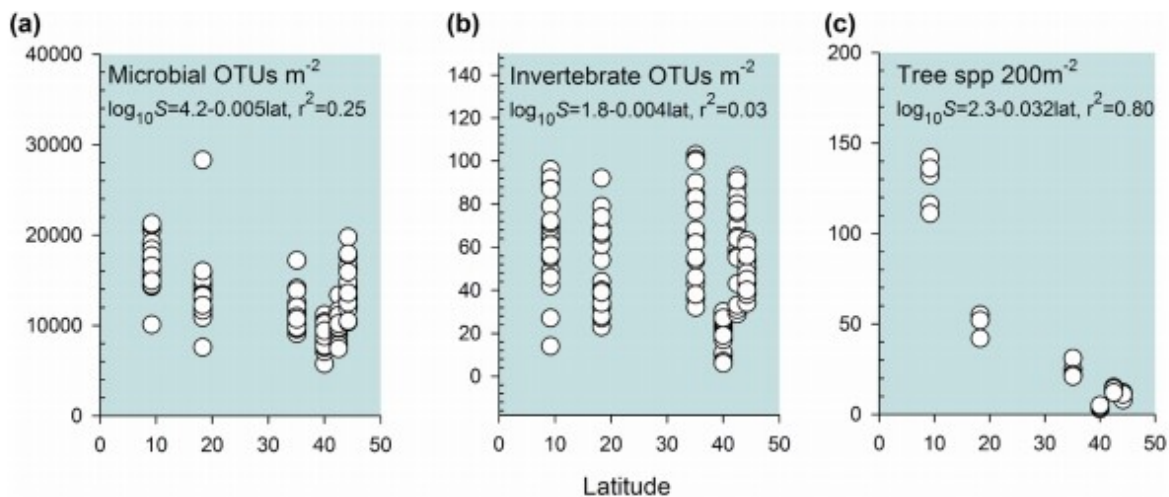 (a)
Microbial OTUs m⁻²
log₁₀S=4.2-0.005lat, r²=0.25
40000
30000
20000
10000
0
0 10 20 30 40 50
(b)
Invertebrate OTUs m⁻²
log₁₀S=1.8-0.004lat, r²=0.03
140
120
100
80
60
40
20
0
0 10 20 30 40 50
(c)
Tree spp 200m⁻²
log₁₀S=2.3-0.032lat, r²=0.80
200
150
100
50
0
0 10 20 30 40 50
Latitude